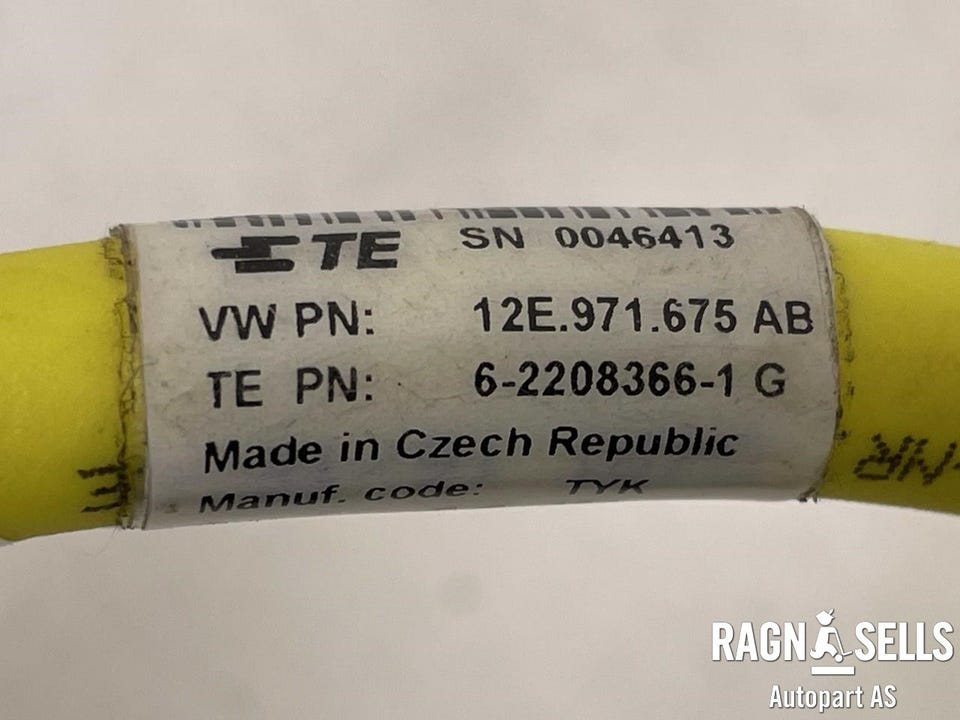 TE SN 0046413
VW PN: 12E.971.675 AB
TE PN: 6-2208366-1 G
Made in Czech Republic
Manuf. code: TYK
RAGN SELLS
Autopart AS